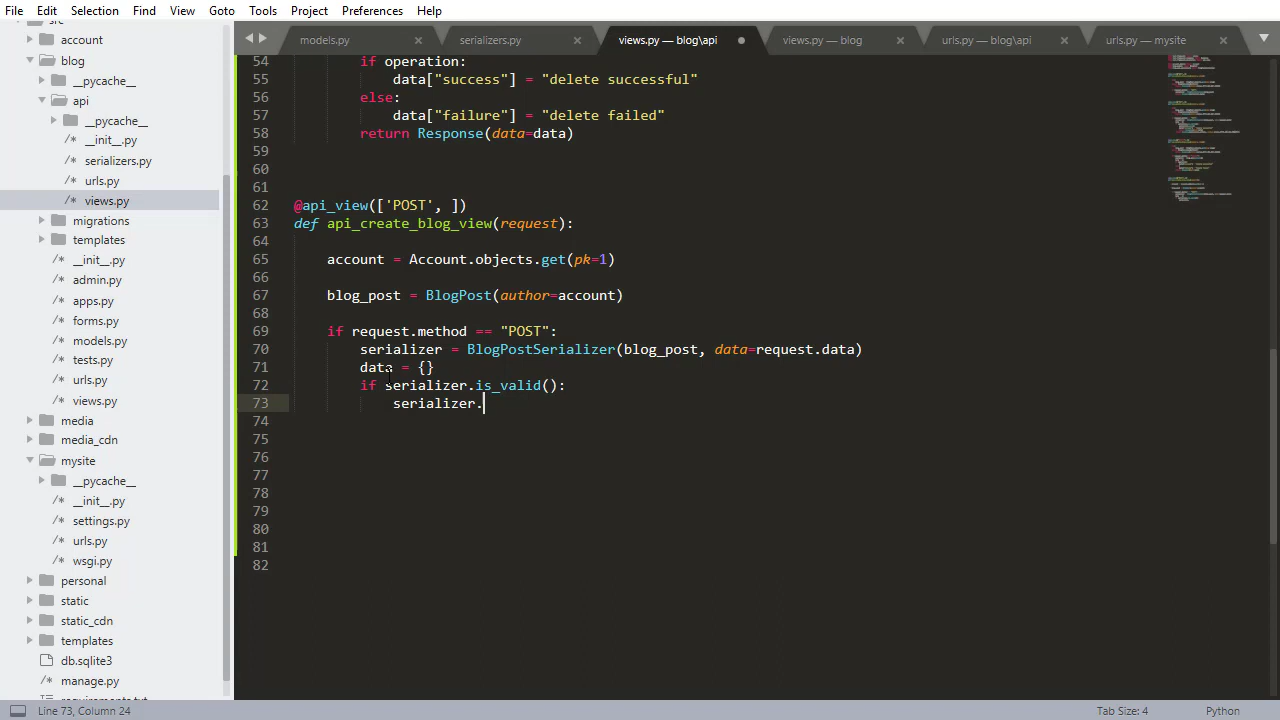 File Edit Selection Find View Goto Tools Project Preferences Help
src
account
blog
__pycache__
api
__pycache__
/* __init__.py
/* serializers.py
/* urls.py
/* views.py
migrations
templates
/* __init__.py
/* admin.py
/* apps.py
/* forms.py
/* models.py
/* tests.py
/* urls.py
/* views.py
media
media_cdn
mysite
__pycache__
/* __init__.py
/* settings.py
/* urls.py
/* wsgi.py
personal
static
static_cdn
templates
db.sqlite3
/* manage.py
requirements.txt
models.py × serializers.py × views.py — blog\api views.py — blog × urls.py — blog\api × urls.py — mysite ×
54 if operation:
55 data["success"] = "delete successful"
56 else:
57 data["failure"] = "delete failed"
58 return Response(data=data)
59
60
61
62 @api_view(['POST', ])
63 def api_create_blog_view(request):
64
65 account = Account.objects.get(pk=1)
66
67 blog_post = BlogPost(author=account)
68
69 if request.method == "POST":
70 serializer = BlogPostSerializer(blog_post, data=request.data)
71 data = {}
72 if serializer.is_valid():
73 serializer.
74
75
76
77
78
79
80
81
82
Line 73, Column 24 Tab Size: 4 Python